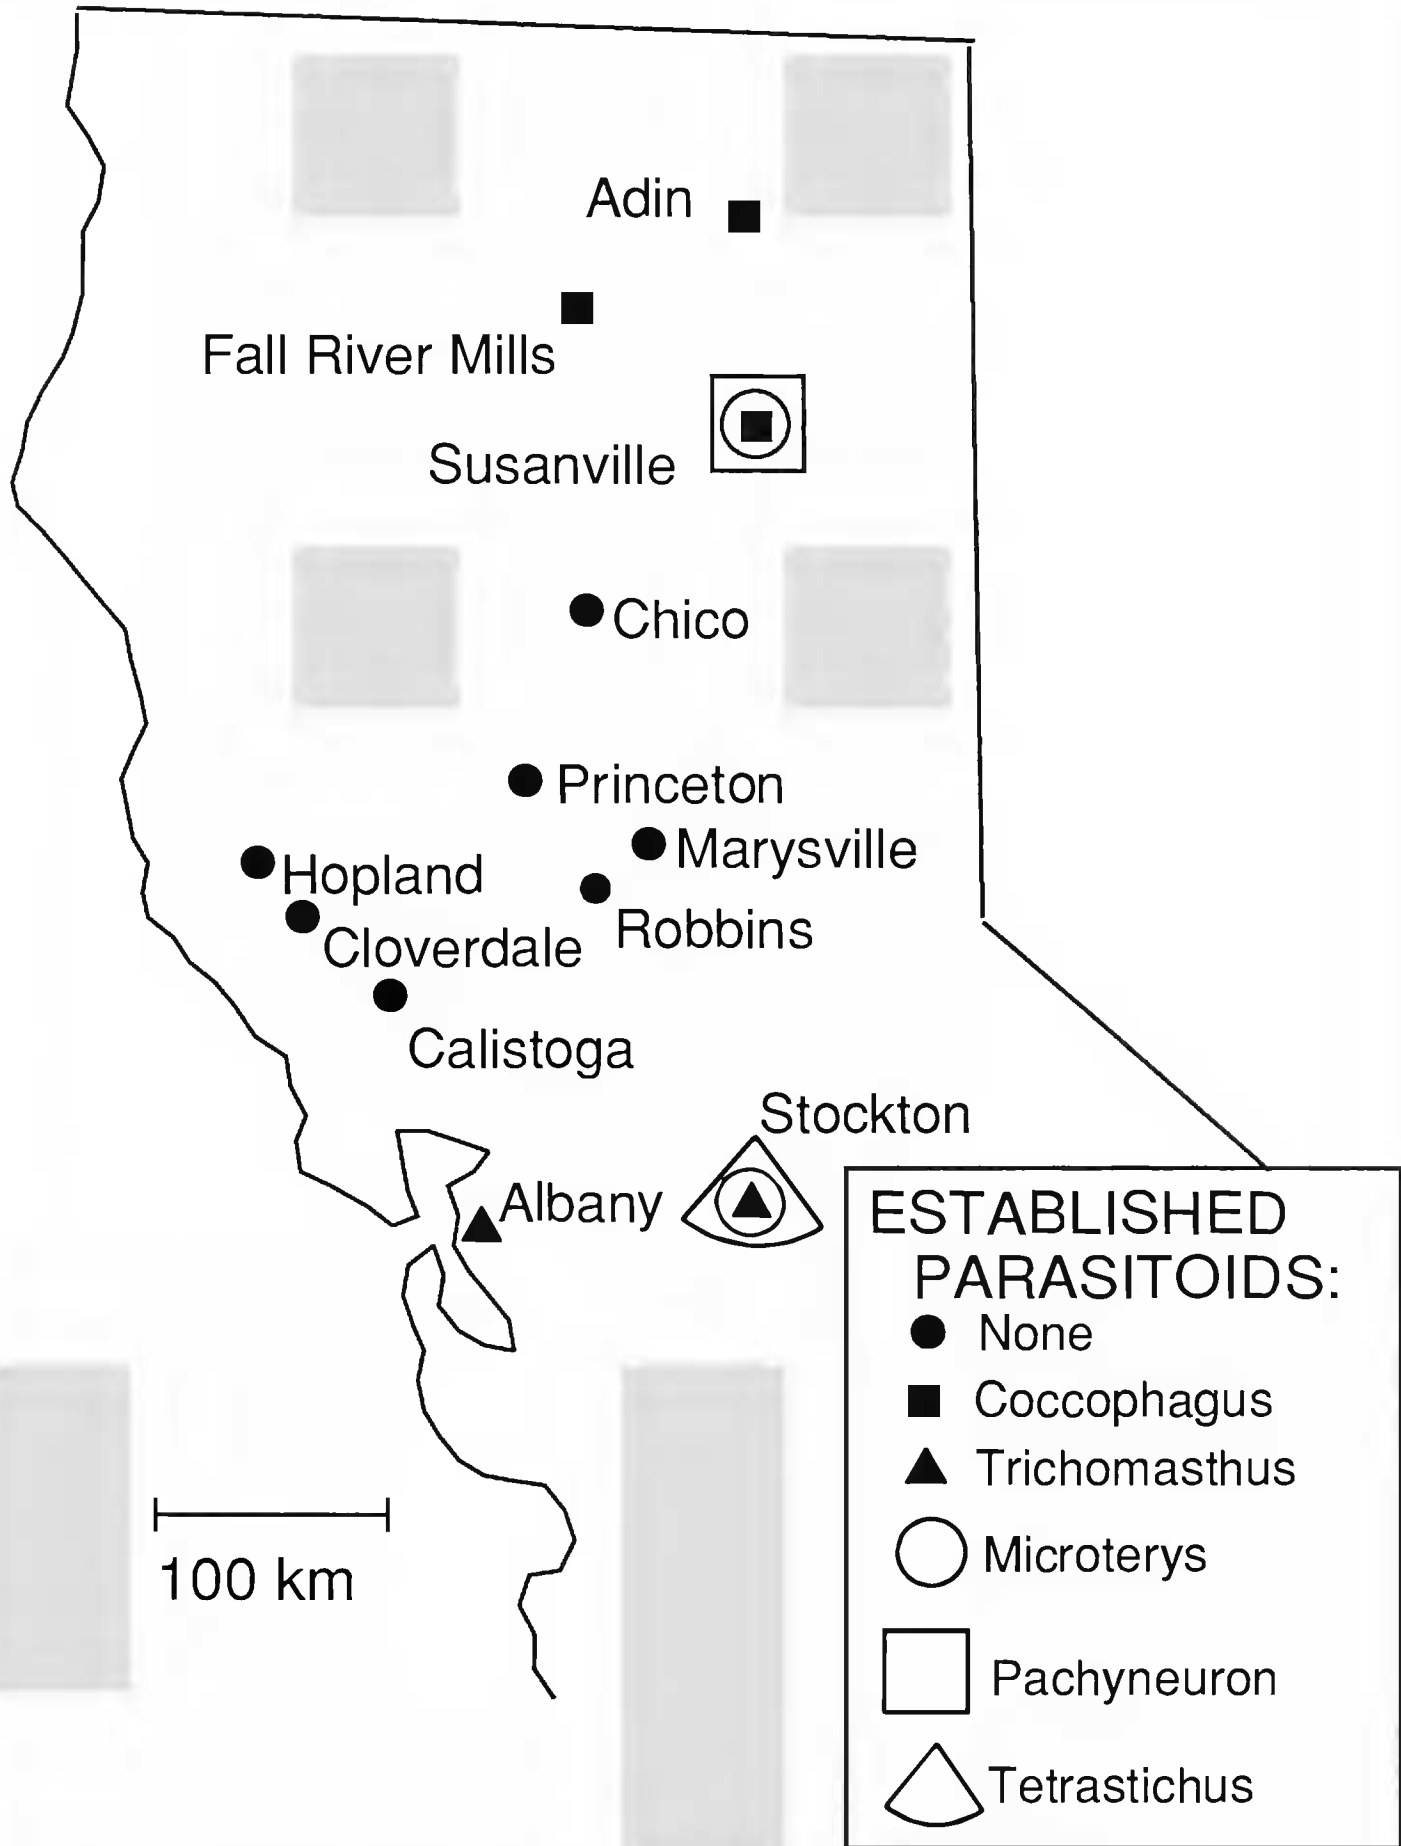 Adin
Fall River Mills
Susanville
Chico
Princeton
Marysville
Hopland
Robbins
Cloverdale
Calistoga
Stockton
Albany
ESTABLISHED
PARASITOIDS:
None
Coccophagus
Trichomasthus
Microterys
Pachyneuron
Tetrastichus
100 km